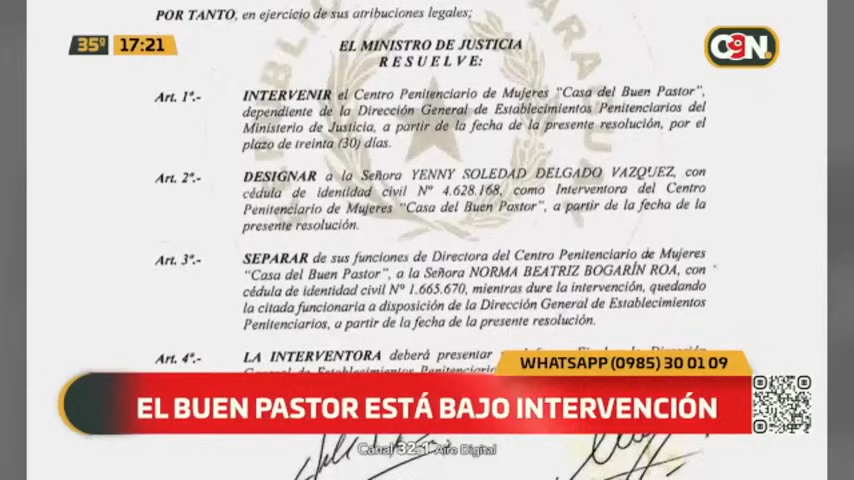 POR TANTO, en ejercicio de sus atribuciones legales;
35º 17:21
C9N.
EL MINISTRO DE JUSTICIA
R E S U E L V E:
Art. 1º.- INTERVENIR el Centro Penitenciario de Mujeres "Casa del Buen Pastor",
dependiente de la Dirección General de Establecimientos Penitenciarios del
Ministerio de Justicia, a partir de la fecha de la presente resolución, por el
plazo de treinta (30) días.
Art. 2º.- DESIGNAR a la Señora YENNY SOLEDAD DELGADO VAZQUEZ, con
cédula de identidad civil Nº 4.628.168, como Interventora del Centro
Penitenciario de Mujeres "Casa del Buen Pastor", a partir de la fecha de la
presente resolución.
Art. 3º.- SEPARAR de sus funciones de Directora del Centro Penitenciario de Mujeres
"Casa del Buen Pastor", a la Señora NORMA BEATRIZ BOGARÍN ROA, con
cédula de identidad civil Nº 1.665.670, mientras dure la intervención, quedando
la citada funcionaria a disposición de la Dirección General de Establecimientos
Penitenciarios, a partir de la fecha de la presente resolución.
Art. 4º.- LA INTERVENTORA deberá presentar
WHATSAPP (0985) 30 01 09
EL BUEN PASTOR ESTÁ BAJO INTERVENCIÓN
Canal 32.1 Aire Digital